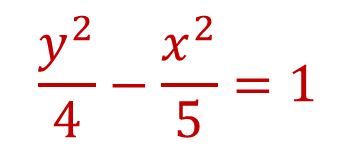 y²/4 − x²/5 = 1